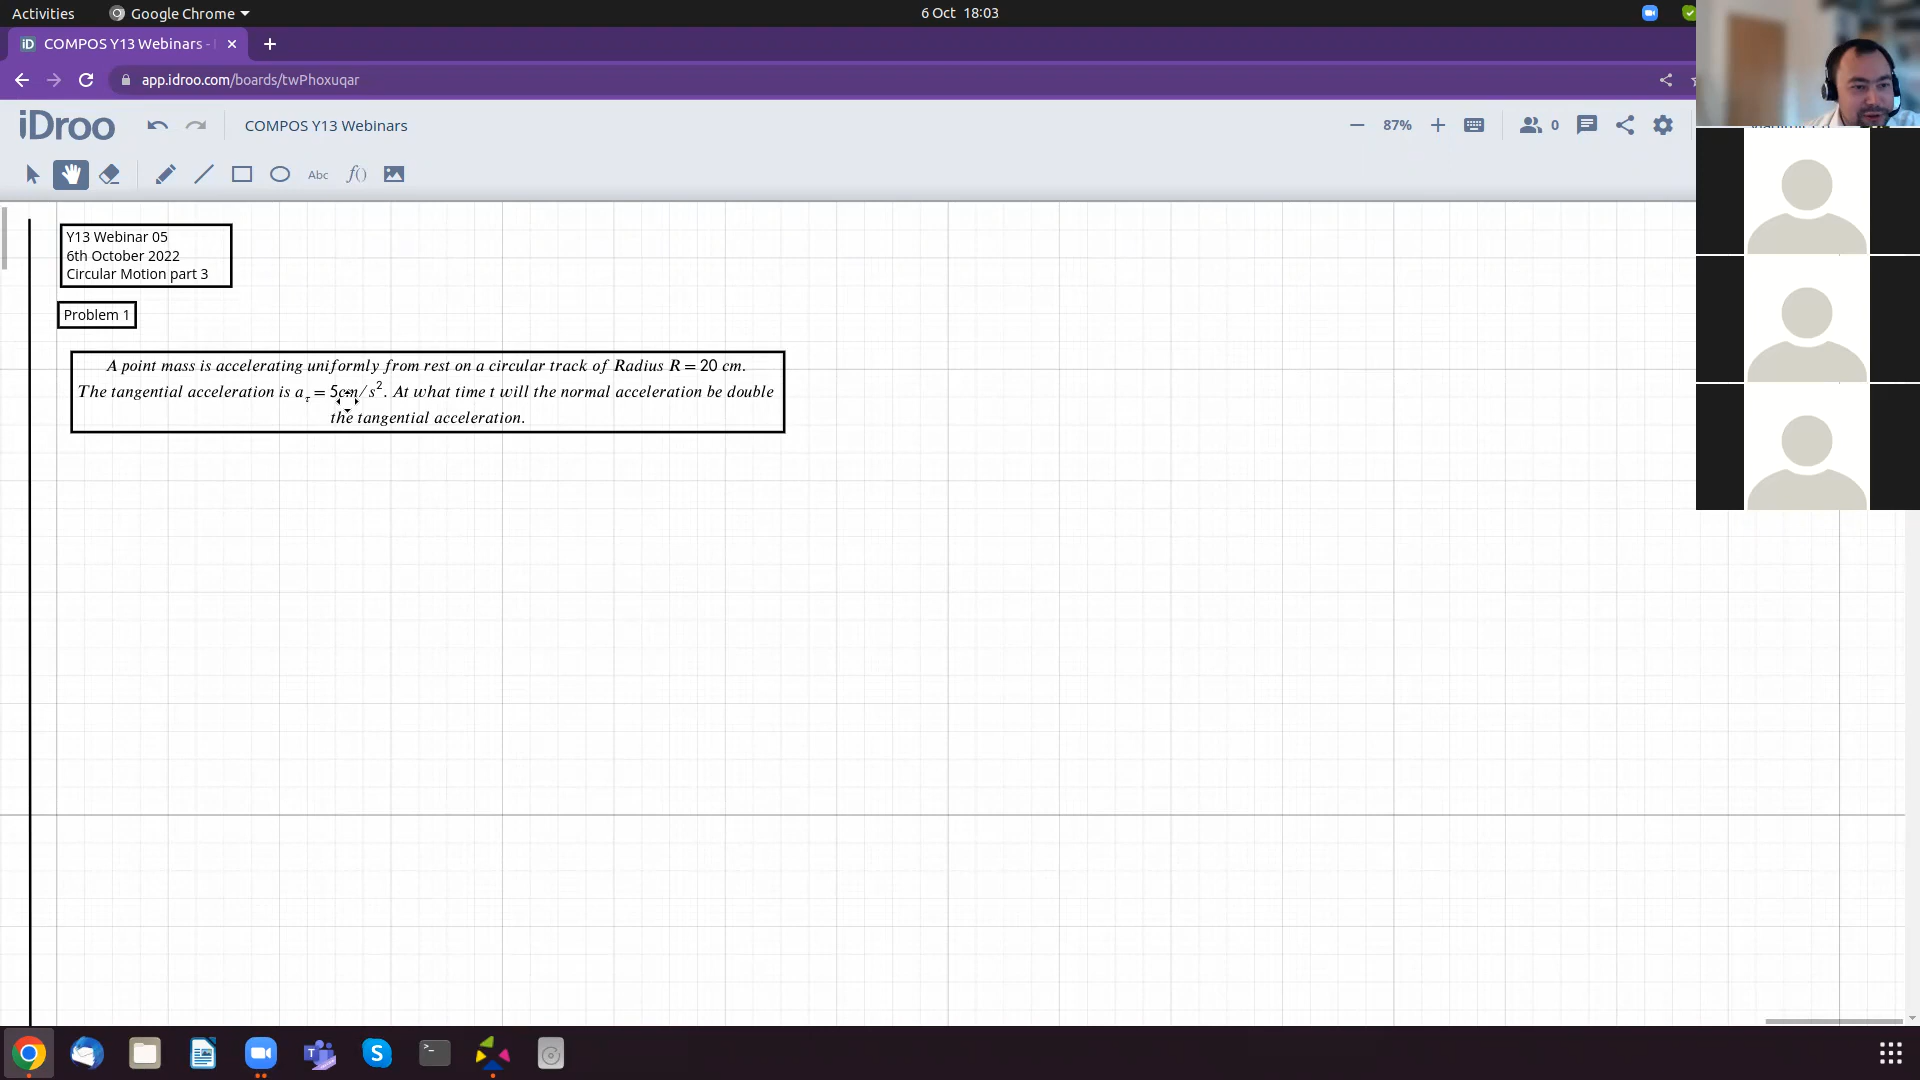 Activities
Google Chrome
6 Oct 18:03
iD COMPOS Y13 Webinars -
app.idroo.com/boards/twPhoxuqar
iDroo
COMPOS Y13 Webinars
87%
0
Abc
f()
Y13 Webinar 05
6th October 2022
Circular Motion part 3
Problem 1
A point mass is accelerating uniformly from rest on a circular track of Radius R = 20 cm.
The tangential acceleration is a_τ = 5cm/s². At what time t will the normal acceleration be double
the tangential acceleration.